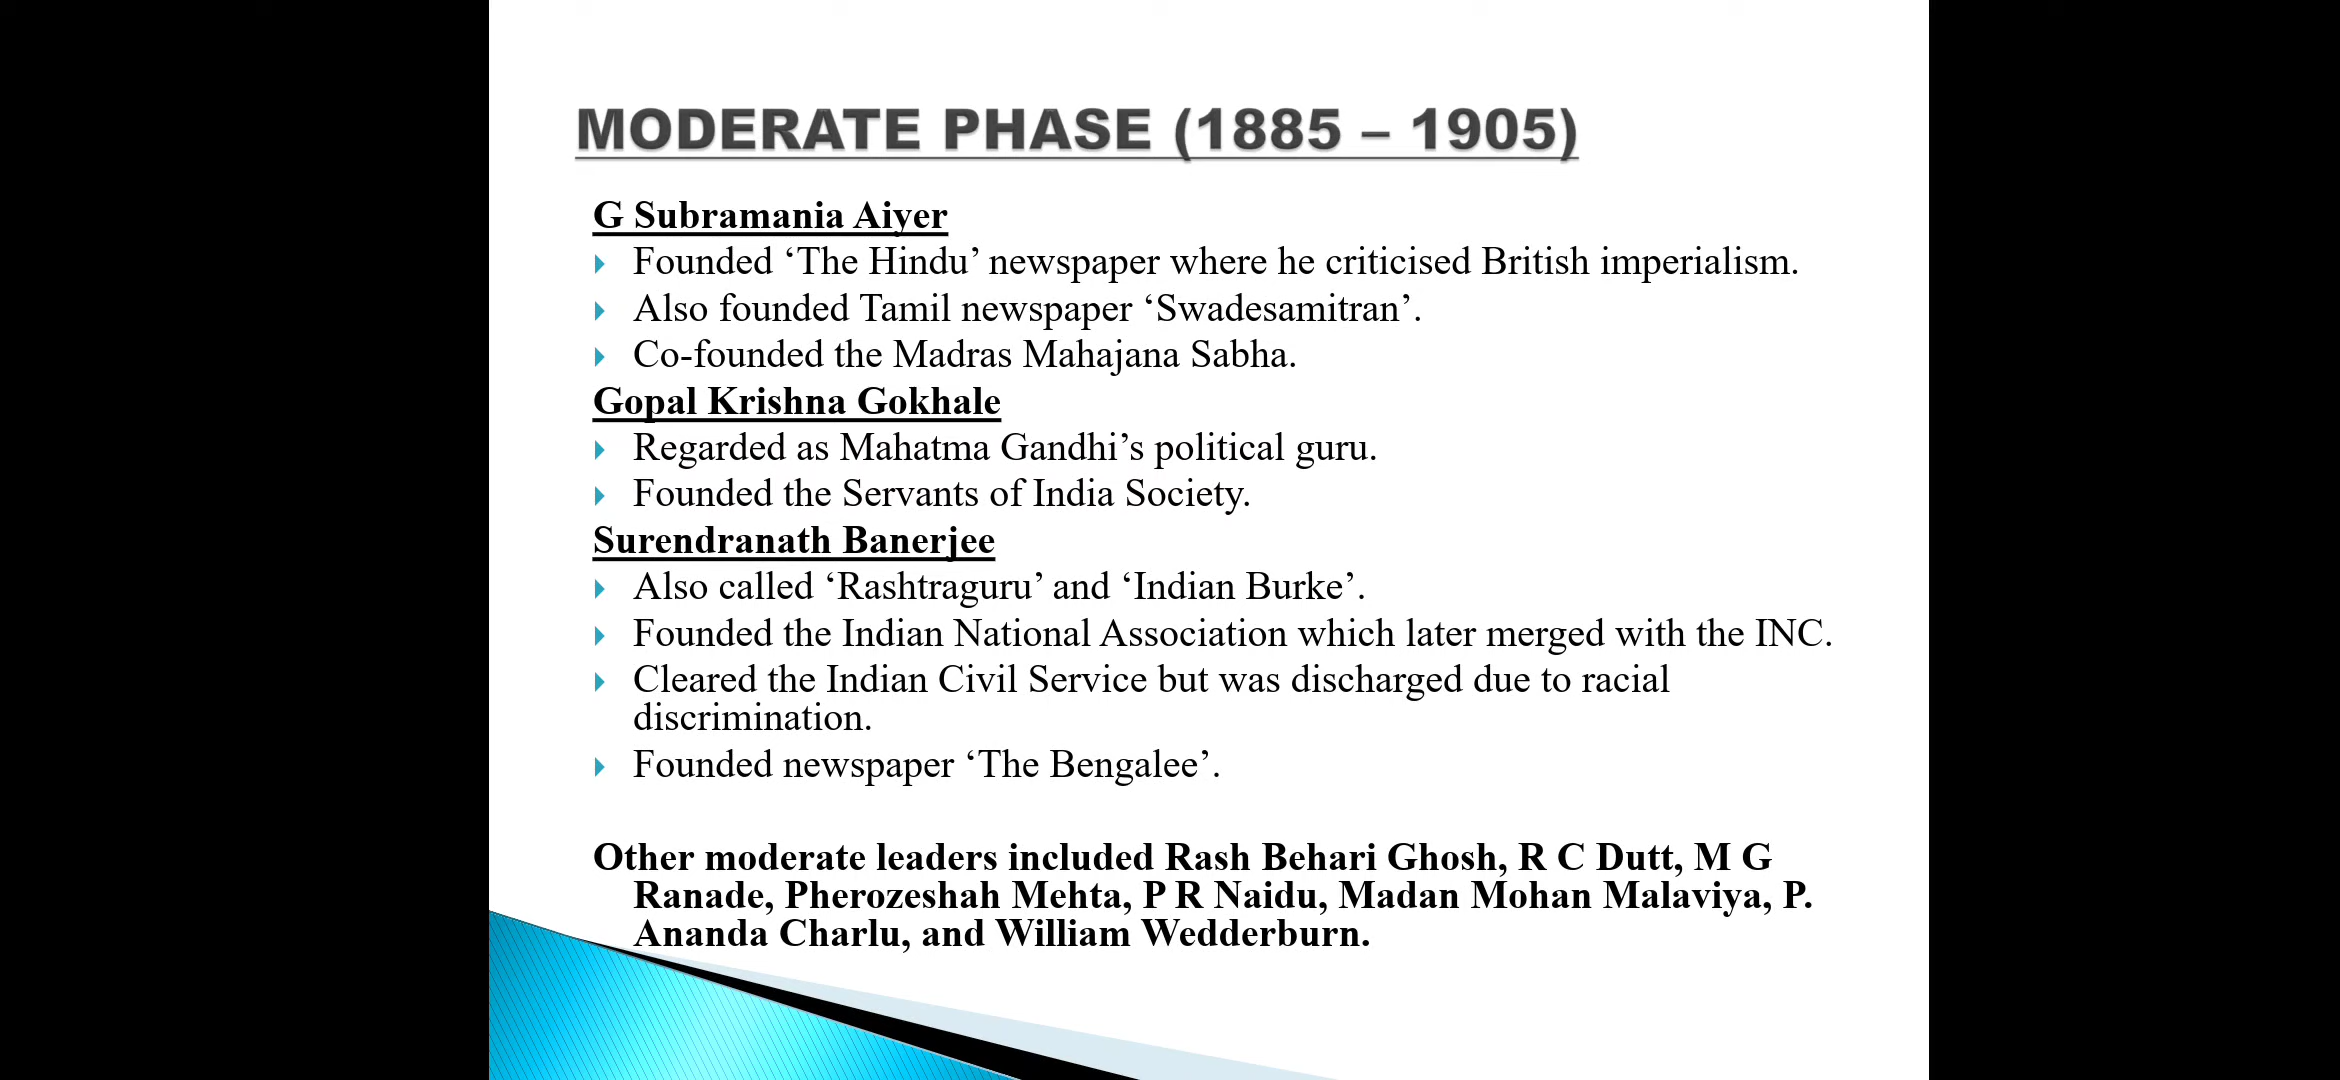 MODERATE PHASE (1885 – 1905)
G Subramania Aiyer
Founded ‘The Hindu’ newspaper where he criticised British imperialism.
Also founded Tamil newspaper ‘Swadesamitran’.
Co-founded the Madras Mahajana Sabha.
Gopal Krishna Gokhale
Regarded as Mahatma Gandhi’s political guru.
Founded the Servants of India Society.
Surendranath Banerjee
Also called ‘Rashtraguru’ and ‘Indian Burke’.
Founded the Indian National Association which later merged with the INC.
Cleared the Indian Civil Service but was discharged due to racial
discrimination.
Founded newspaper ‘The Bengalee’.
Other moderate leaders included Rash Behari Ghosh, R C Dutt, M G
Ranade, Pherozeshah Mehta, P R Naidu, Madan Mohan Malaviya, P.
Ananda Charlu, and William Wedderburn.